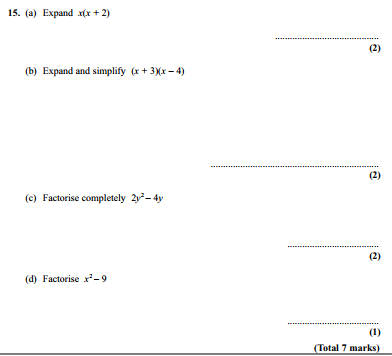 15. (a) Expand x(x + 2)
(2)
(b) Expand and simplify (x + 3)(x – 4)
(2)
(c) Factorise completely 2y² – 4y
(2)
(d) Factorise x² – 9
(1)
(Total 7 marks)